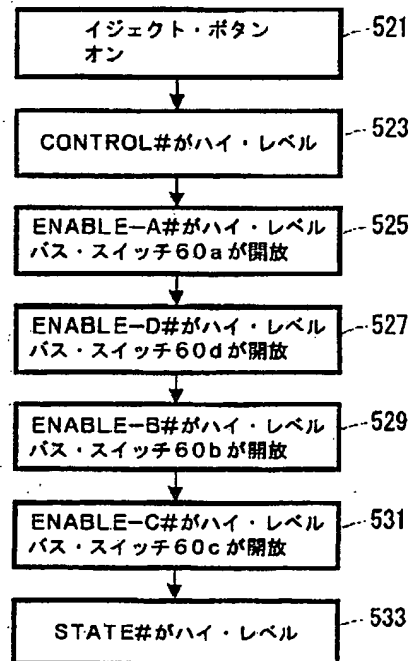 イジェクト・ボタン
オン
521
CONTROL#がハイ・レベル
523
ENABLE-A#がハイ・レベル
バス・スイッチ60aが開放
525
ENABLE-D#がハイ・レベル
バス・スイッチ60dが開放
527
ENABLE-B#がハイ・レベル
バス・スイッチ60bが開放
529
ENABLE-C#がハイ・レベル
バス・スイッチ60cが開放
531
STATE#がハイ・レベル
533